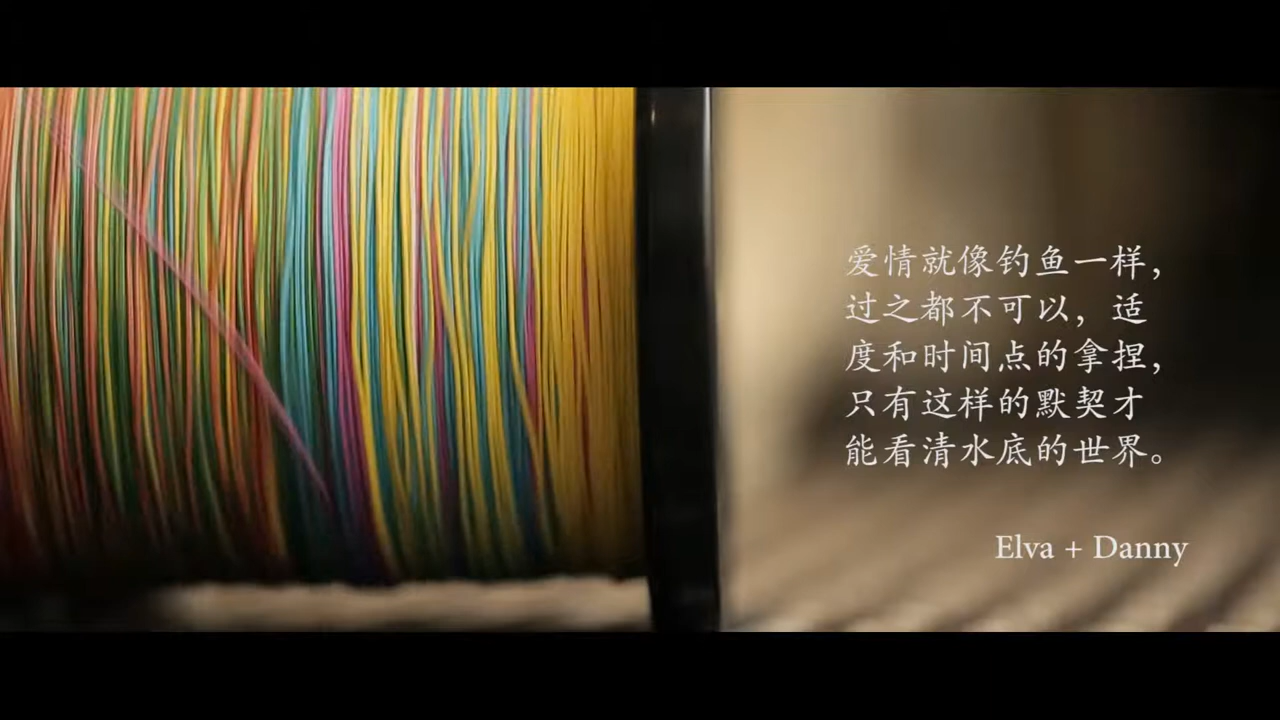 爱情就像钓鱼一样，
过之都不可以，适
度和时间点的拿捏，
只有这样的默契才
能看清水底的世界。
Elva + Danny